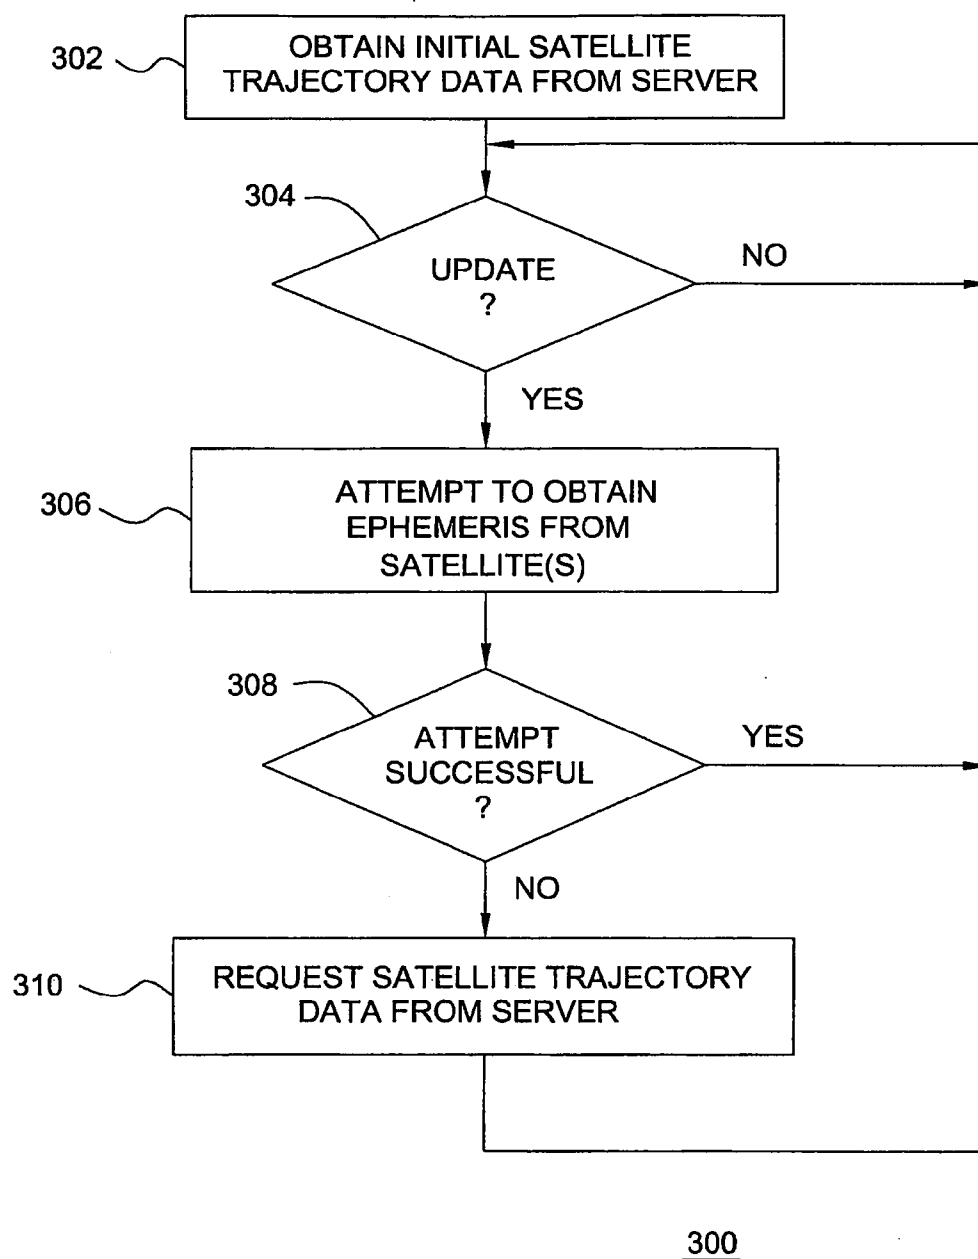 302
OBTAIN INITIAL SATELLITE
TRAJECTORY DATA FROM SERVER
304
UPDATE
?
NO
YES
306
ATTEMPT TO OBTAIN
EPHEMERIS FROM
SATELLITE(S)
308
ATTEMPT
SUCCESSFUL
?
YES
NO
310
REQUEST SATELLITE TRAJECTORY
DATA FROM SERVER
300